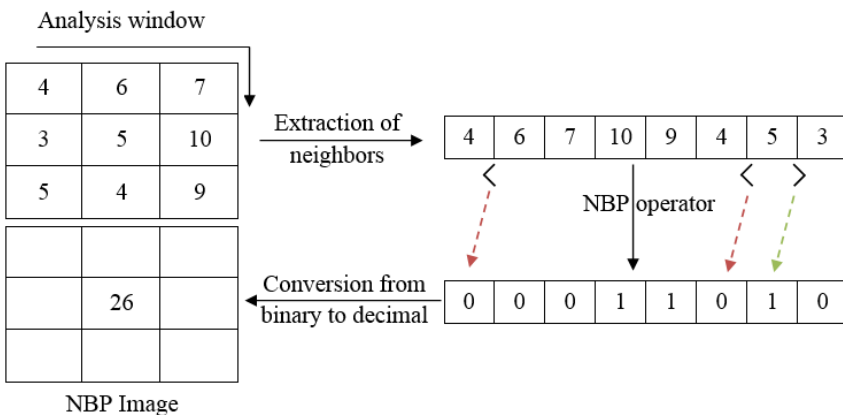 Analysis window
4 6 7
3 5 10
5 4 9
Extraction of
neighbors
4 6 7 10 9 4 5 3
< < >
NBP operator
0 0 0 1 1 0 1 0
Conversion from
binary to decimal
26
NBP Image